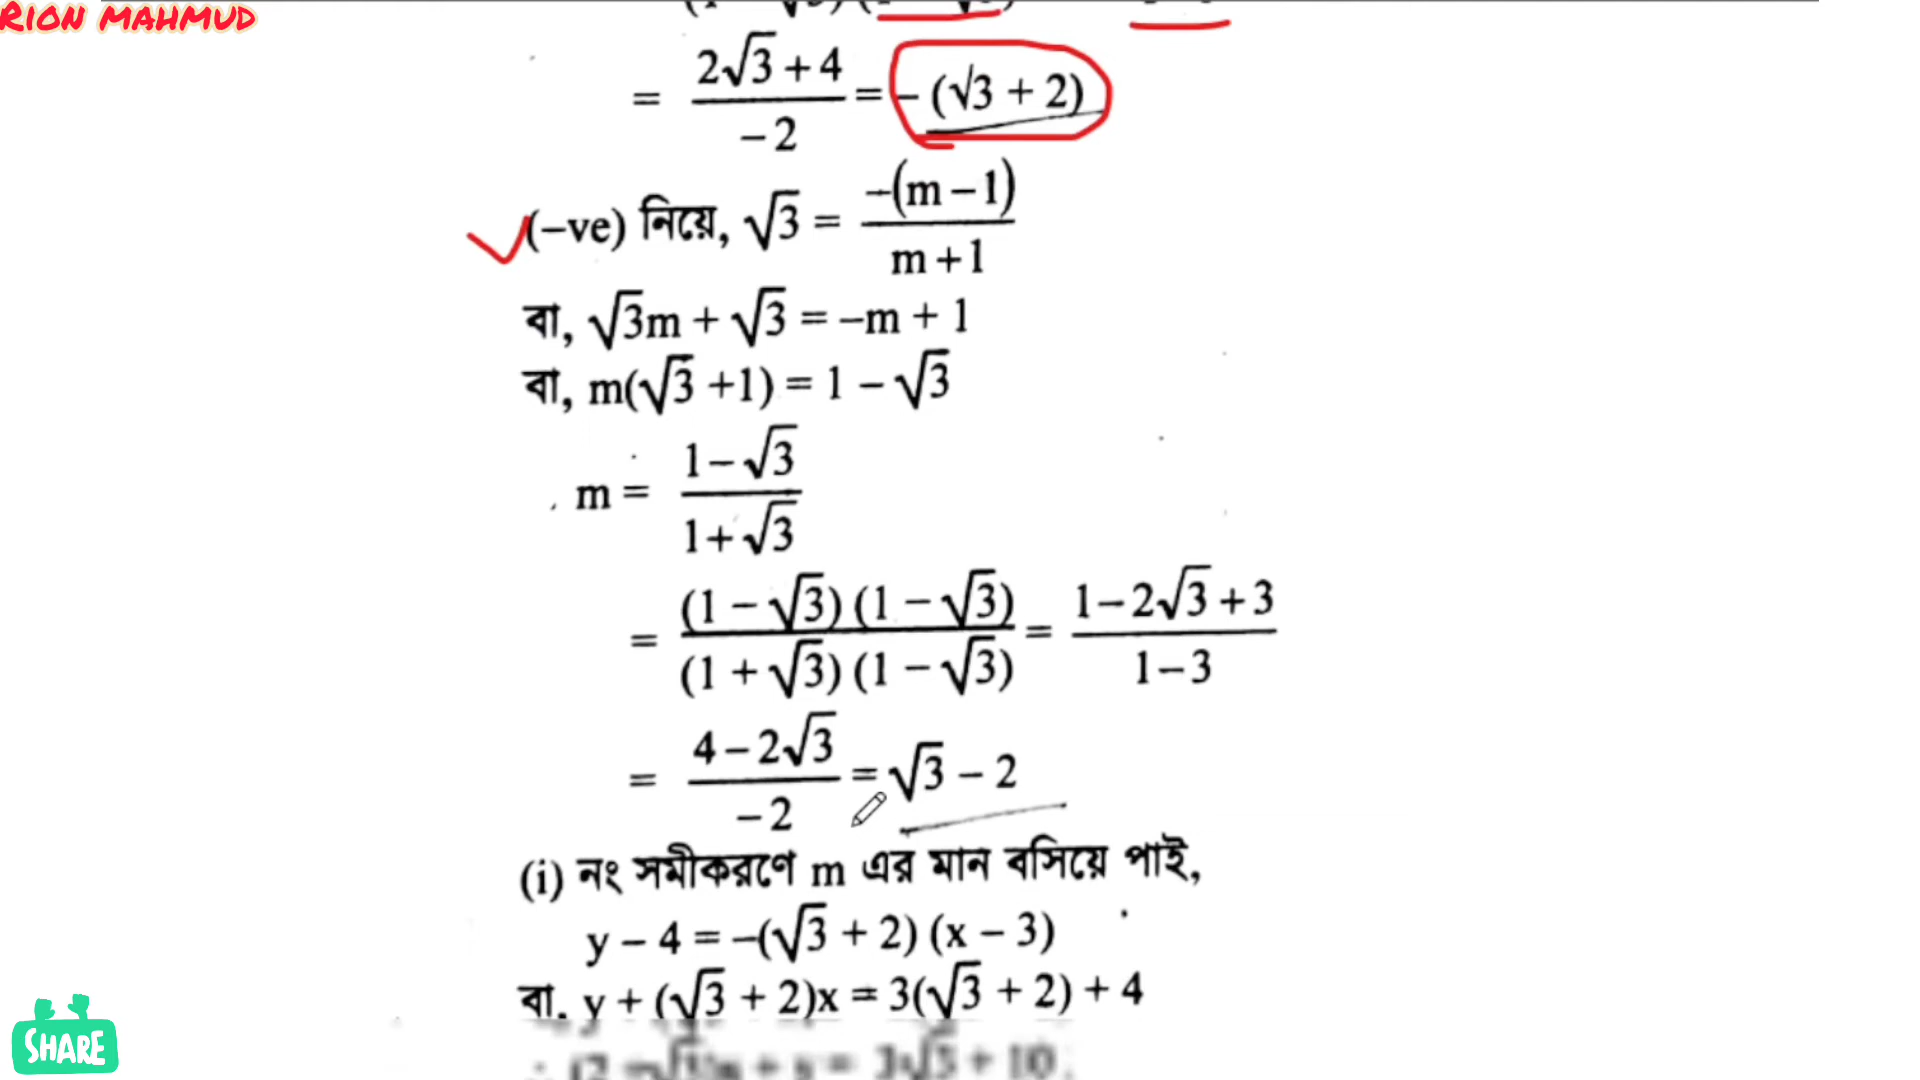 RION MAHMUD
= (2√3 + 4)/(-2) = -(√3 + 2)
(-ve) নিয়ে, √3 = -(m - 1)/(m + 1)
বা, √3m + √3 = -m + 1
বা, m(√3 +1) = 1 - √3
m = (1 - √3)/(1 + √3)
= (1 - √3) (1 - √3)/(1 + √3) (1 - √3) = (1 - 2√3 + 3)/(1 - 3)
= (4 - 2√3)/(-2) = √3 - 2
(i) নং সমীকরণে m এর মান বসিয়ে পাই,
y - 4 = -(√3 + 2) (x - 3)
বা, y + (√3 + 2)x = 3(√3 + 2) + 4
= 3√3 + 10
SHARE